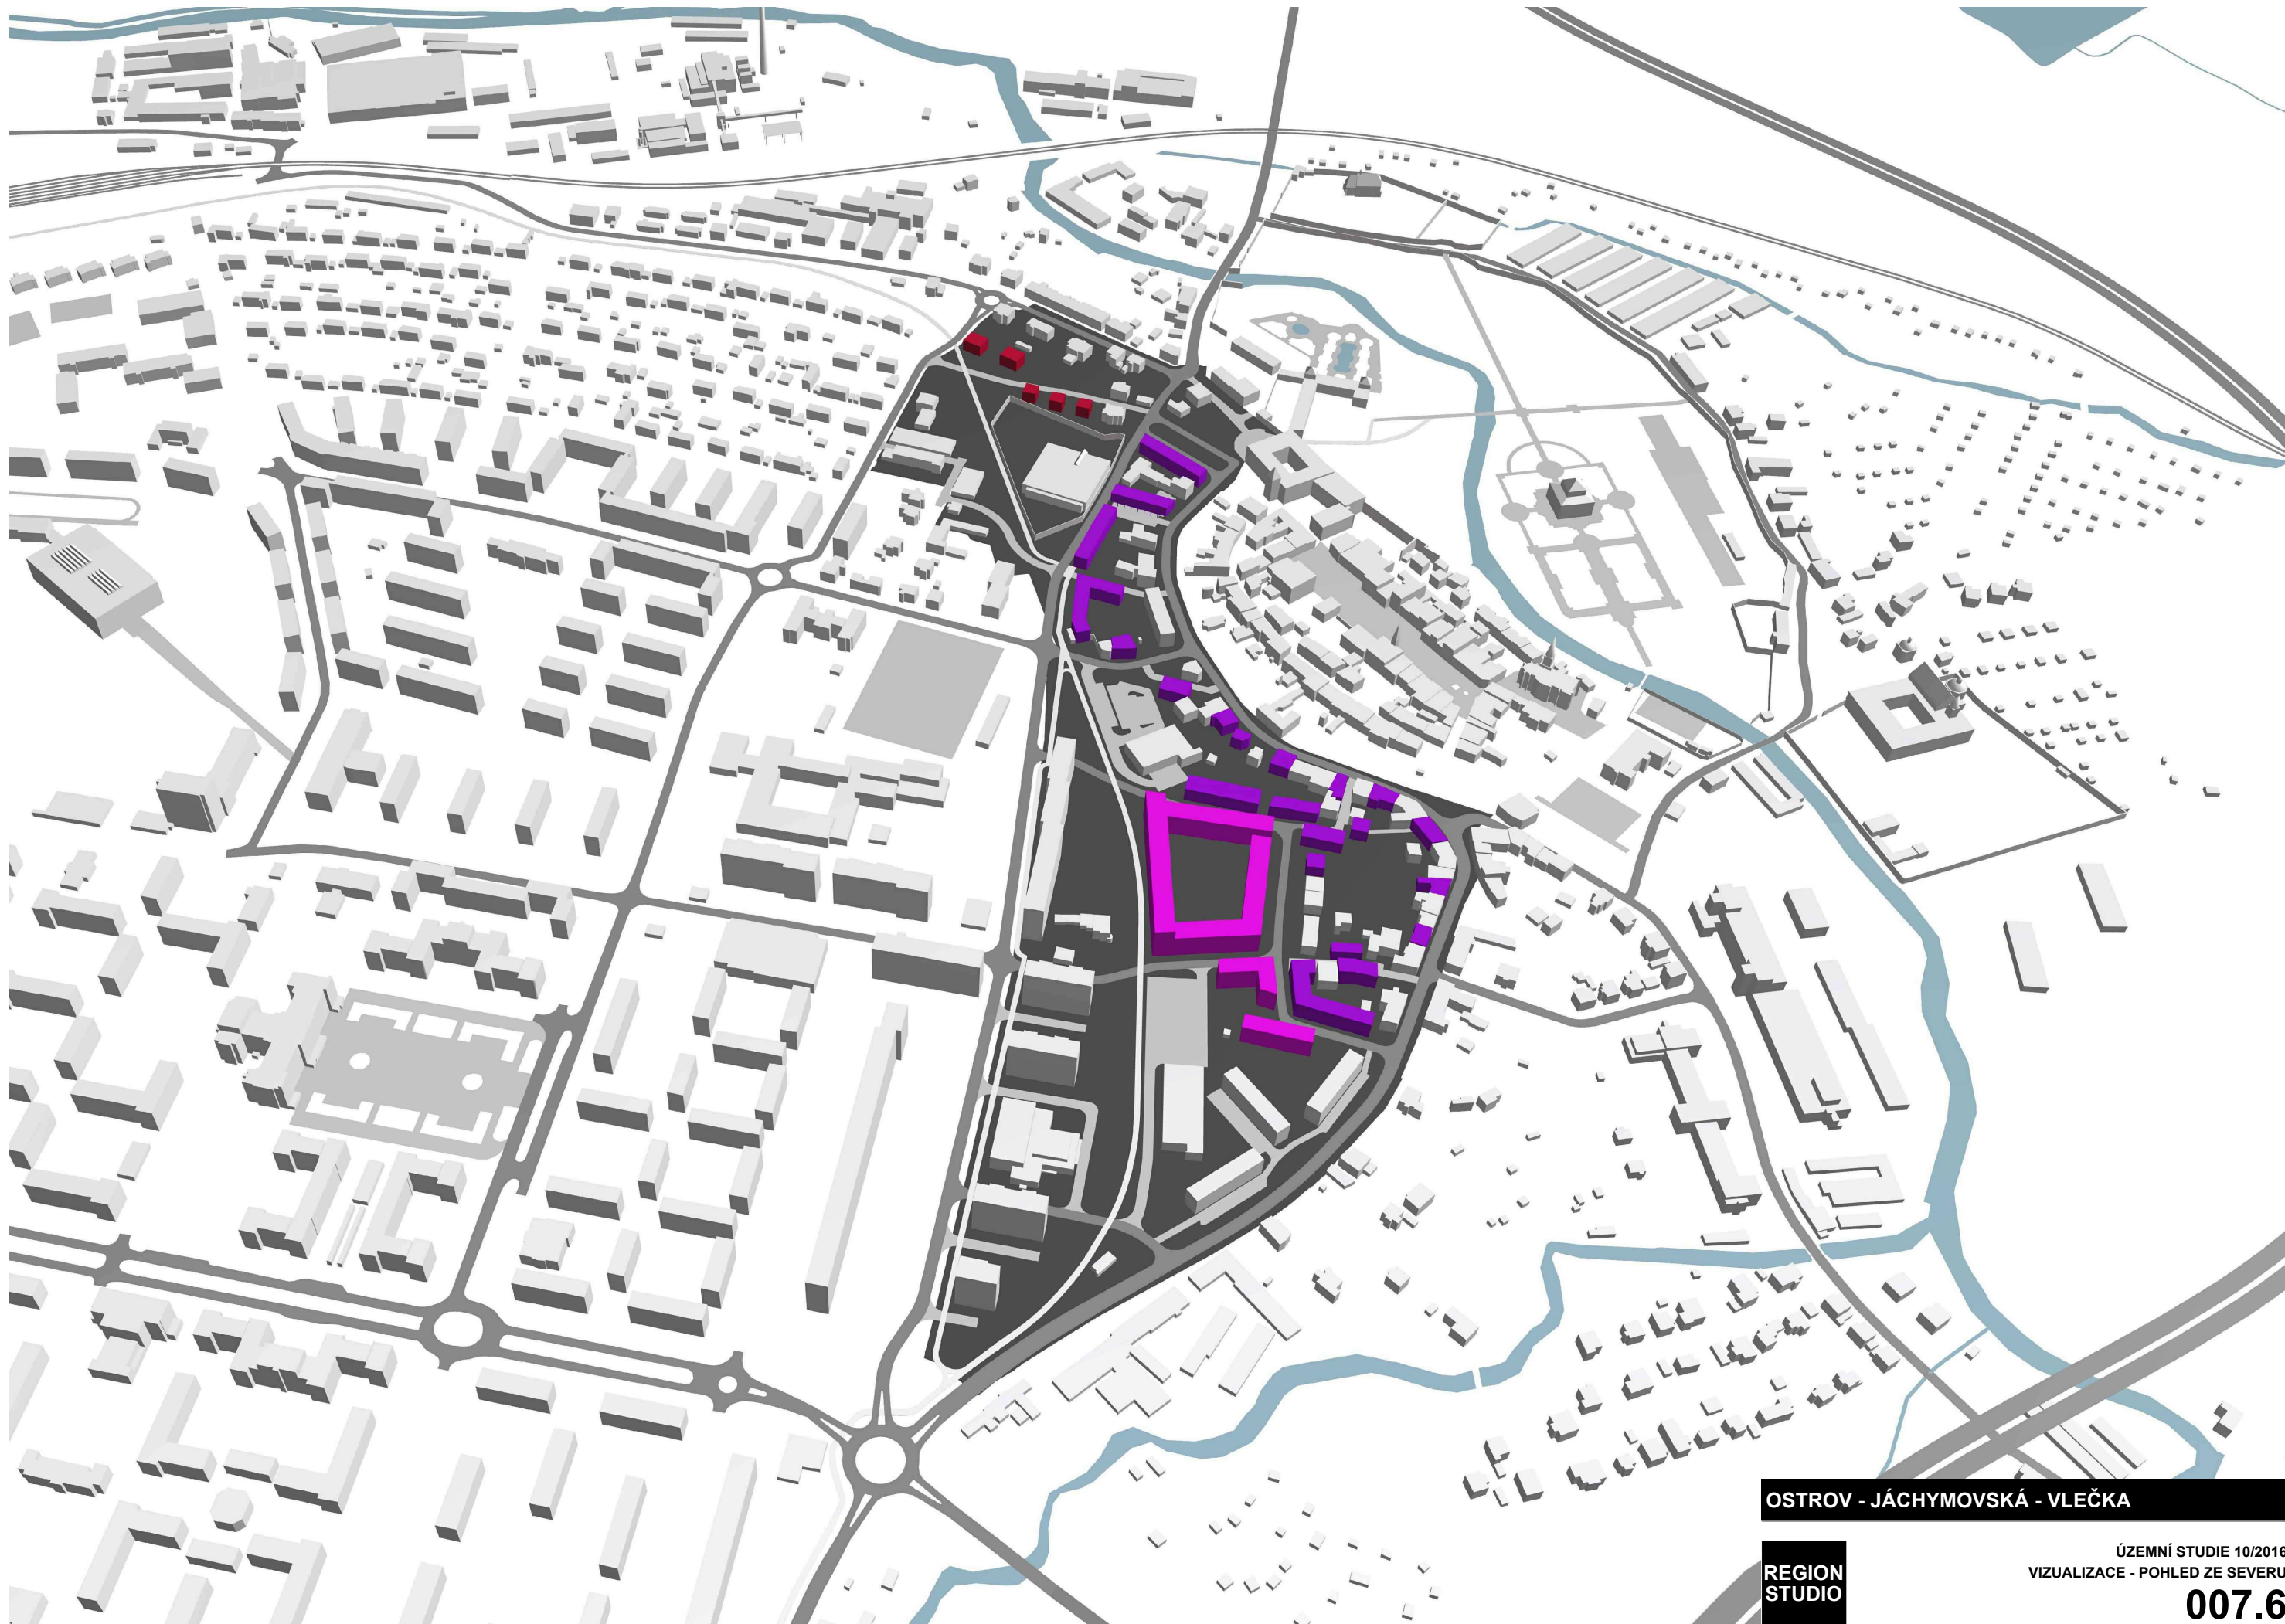 OSTROV - JÁCHYMOVSKÁ - VLEČKA
REGION
STUDIO
ÚZEMNÍ STUDIE 10/2016
VIZUALIZACE - POHLED ZE SEVERU
007.6